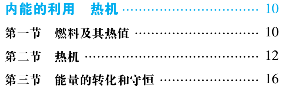 内能的利用 热机 …………………… 10
第一节 燃料及其热值 …………………… 10
第二节 热机 …………………… 12
第三节 能量的转化和守恒 …………………… 16